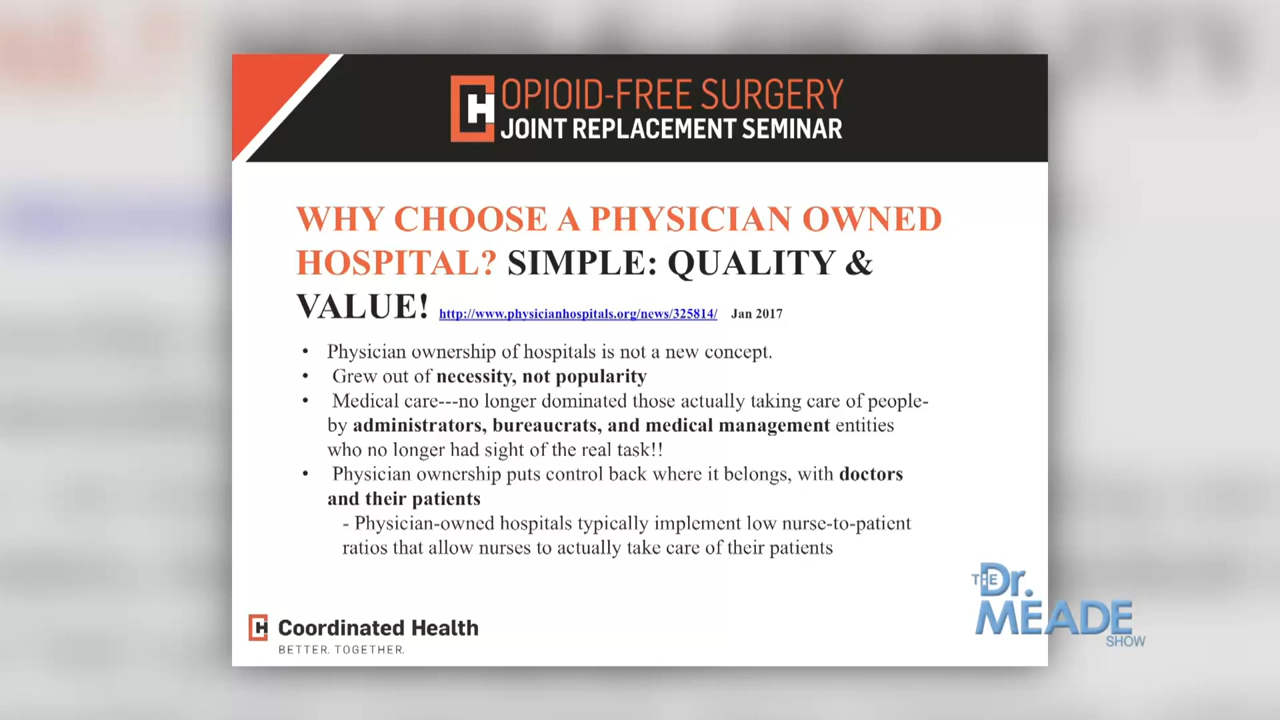 OPIOID-FREE SURGERY
JOINT REPLACEMENT SEMINAR
WHY CHOOSE A PHYSICIAN OWNED
HOSPITAL? SIMPLE: QUALITY &
VALUE! http://www.physicianhospitals.org/news/325814/ Jan 2017
• Physician ownership of hospitals is not a new concept.
• Grew out of necessity, not popularity
• Medical care---no longer dominated those actually taking care of people-
by administrators, bureaucrats, and medical management entities
who no longer had sight of the real task!!
• Physician ownership puts control back where it belongs, with doctors
and their patients
- Physician-owned hospitals typically implement low nurse-to-patient
ratios that allow nurses to actually take care of their patients
H Coordinated Health
BETTER. TOGETHER.
THE Dr.
MEADE
SHOW